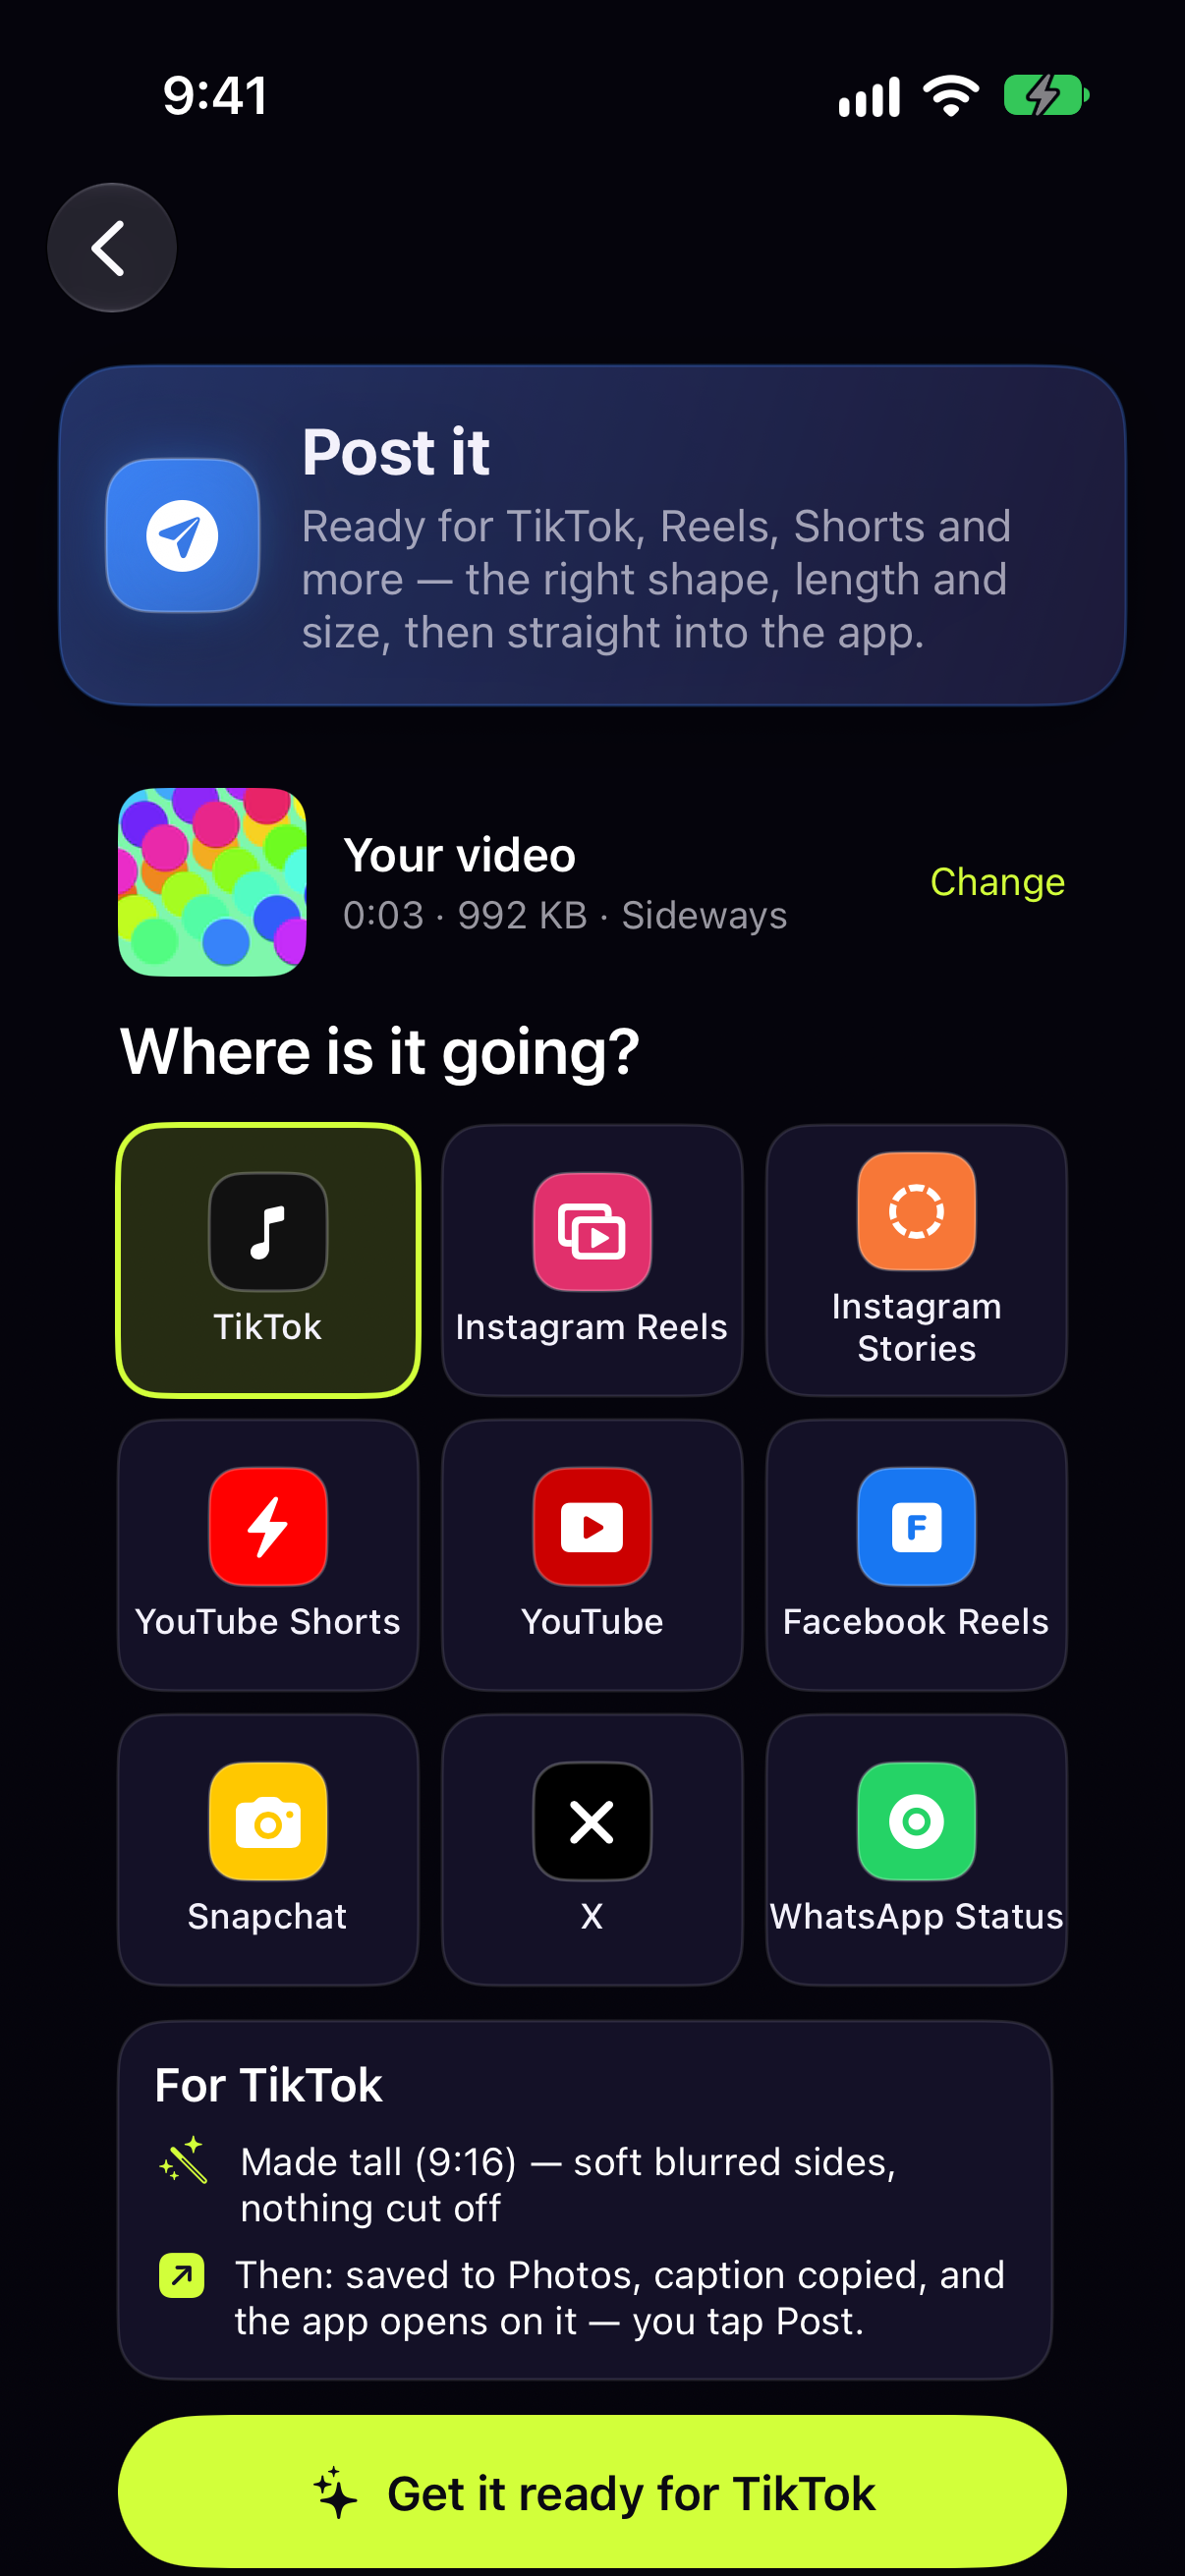 9:41
Post it
Ready for TikTok, Reels, Shorts and
more — the right shape, length and
size, then straight into the app.
Your video
0:03 · 992 KB · Sideways
Change
Where is it going?
TikTok
Instagram Reels
Instagram
Stories
YouTube Shorts
YouTube
F
Facebook Reels
Snapchat
X
WhatsApp Status
For TikTok
Made tall (9:16) — soft blurred sides,
nothing cut off
Then: saved to Photos, caption copied, and
the app opens on it — you tap Post.
Get it ready for TikTok